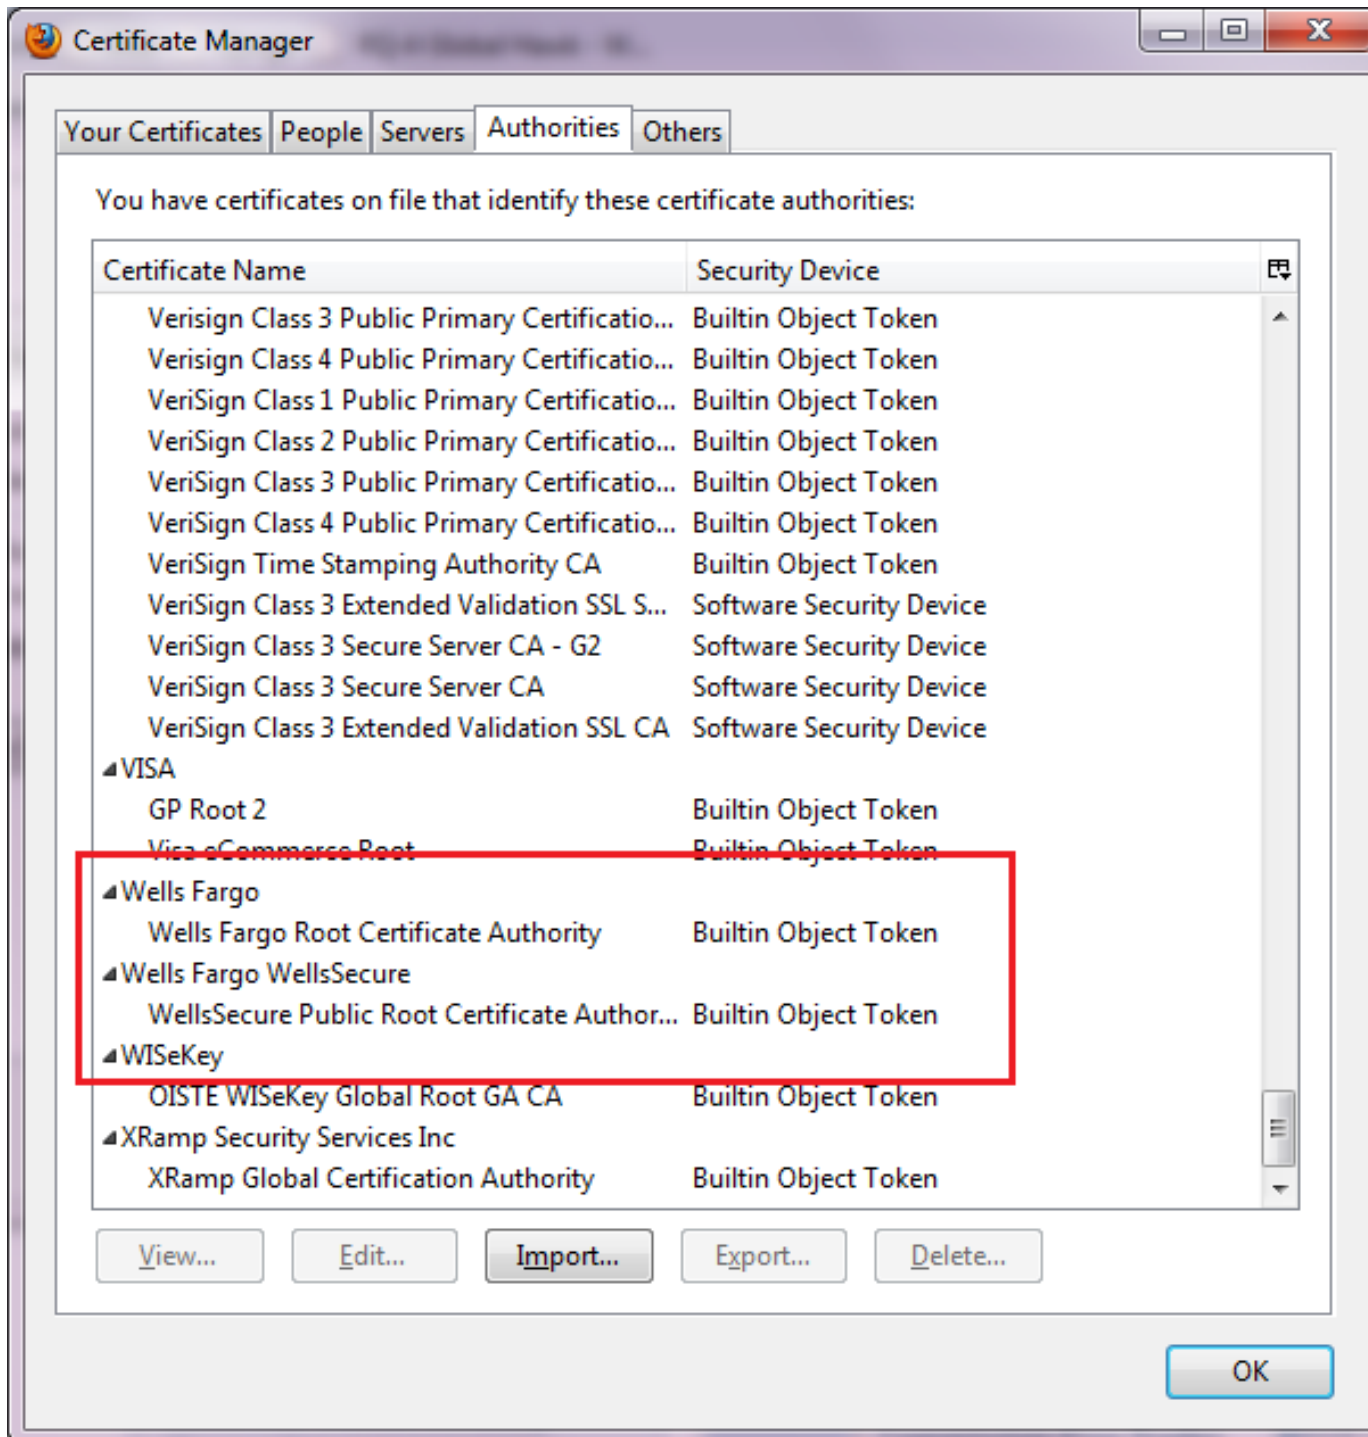 Certificate Manager
Your Certificates People Servers Authorities Others
You have certificates on file that identify these certificate authorities:
Certificate Name Security Device
Verisign Class 3 Public Primary Certificatio... Builtin Object Token
Verisign Class 4 Public Primary Certificatio... Builtin Object Token
VeriSign Class 1 Public Primary Certificatio... Builtin Object Token
VeriSign Class 2 Public Primary Certificatio... Builtin Object Token
VeriSign Class 3 Public Primary Certificatio... Builtin Object Token
VeriSign Class 4 Public Primary Certificatio... Builtin Object Token
VeriSign Time Stamping Authority CA Builtin Object Token
VeriSign Class 3 Extended Validation SSL S... Software Security Device
VeriSign Class 3 Secure Server CA - G2 Software Security Device
VeriSign Class 3 Secure Server CA Software Security Device
VeriSign Class 3 Extended Validation SSL CA Software Security Device
VISA
GP Root 2 Builtin Object Token
Visa eCommerce Root Builtin Object Token
Wells Fargo
Wells Fargo Root Certificate Authority Builtin Object Token
Wells Fargo WellsSecure
WellsSecure Public Root Certificate Author... Builtin Object Token
WISeKey
OISTE WISeKey Global Root GA CA Builtin Object Token
XRamp Security Services Inc
XRamp Global Certification Authority Builtin Object Token
View... Edit... Import... Export... Delete...
OK